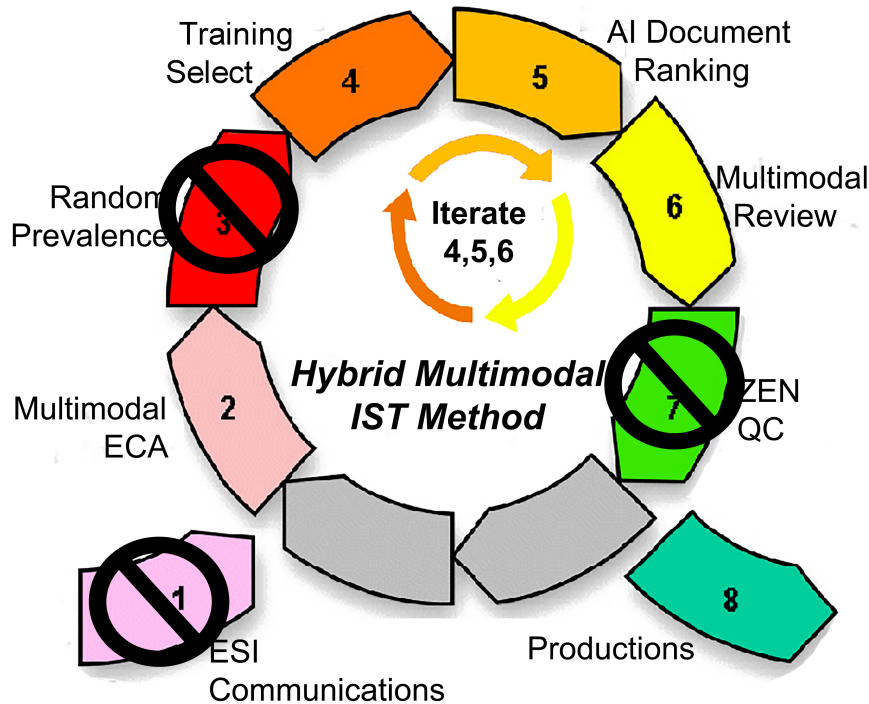 Training
Select
4
5
AI Document
Ranking
Random
Prevalence
3
Iterate
4,5,6
6
Multimodal
Review
Multimodal
ECA
2
Hybrid Multimodal
IST Method
7
ZEN
QC
1
ESI
Communications
Productions
8